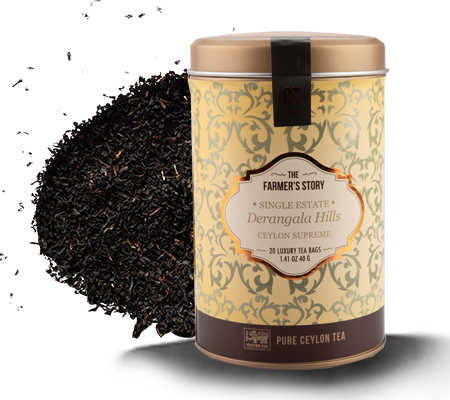 THE
FARMER'S STORY
* SINGLE ESTATE *
Derangala Hills
CEYLON SUPREME
20 LUXURY TEA BAGS
1.41 OZ 40 G
PURE CEYLON TEA